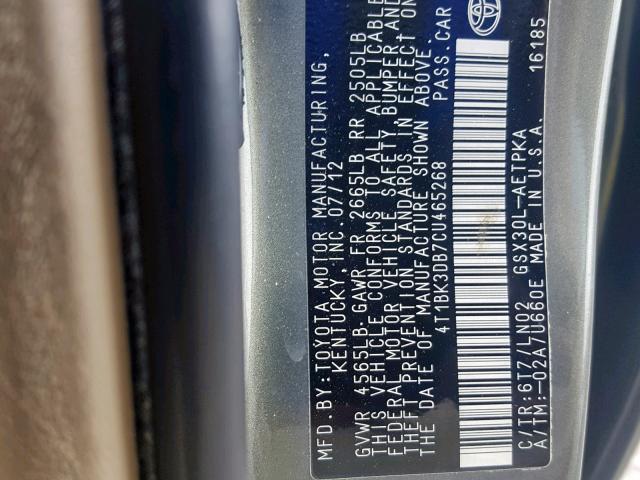 MFD.BY:TOYOTA MOTOR MANUFACTURING,
KENTUCKY, INC. 07/12
GVWR 4565LB GAWR FR 2665LB RR 2505LB
THIS VEHICLE CONFORMS TO ALL APPLICABLE
FEDERAL MOTOR VEHICLE SAFETY, BUMPER, AND
THEFT PREVENTION STANDARDS IN EFFECT ON
THE DATE OF MANUFACTURE SHOWN ABOVE.
4T1BK3DB7CU465268 PASS.CAR
C/TR:6T7/LN02 GSX30L-AETPKA
A/TM:-02A/U660E MADE IN U.S.A.
16185